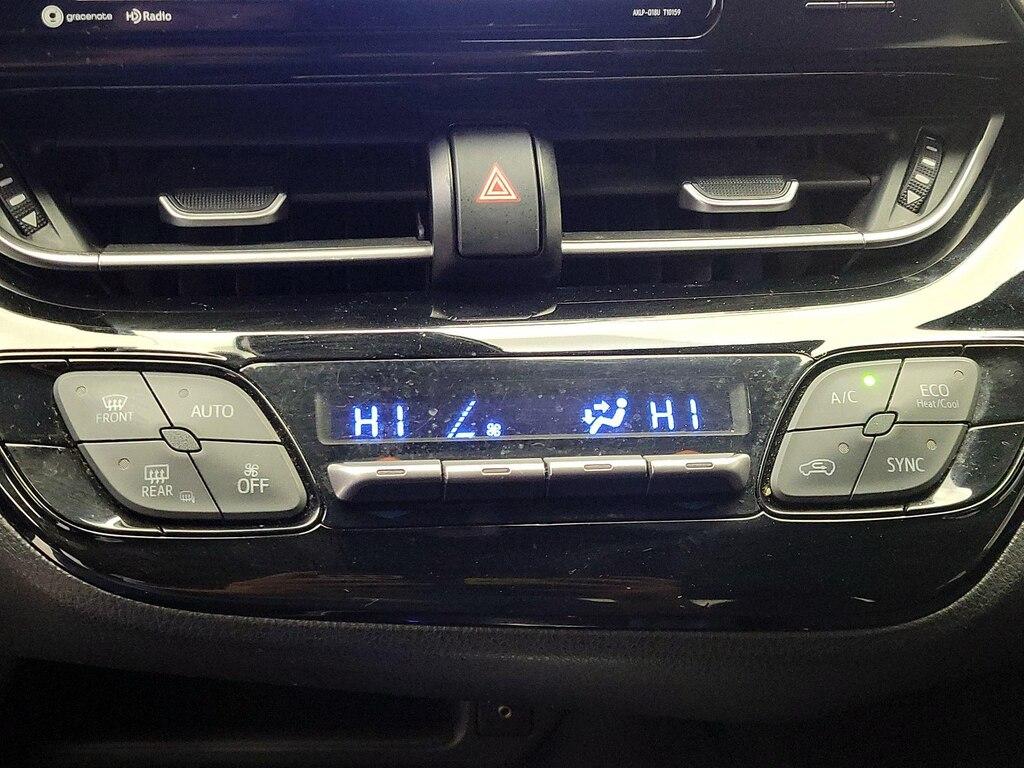 gracenote HD Radio AXLP-018U T10159
FRONT AUTO
REAR OFF
HI HI
A/C ECO
Heat/Cool
SYNC